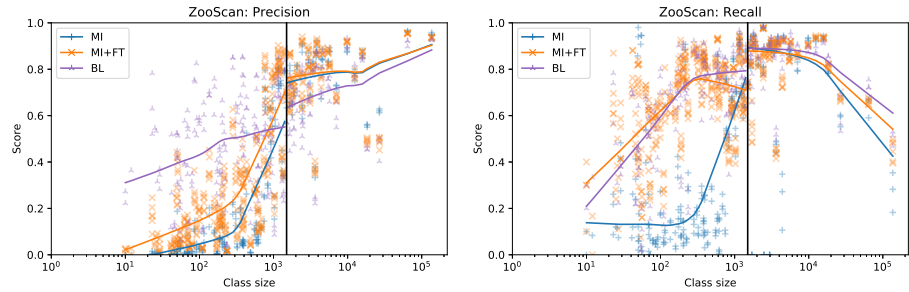 ZooScan: Precision
1.0
0.8
0.6
0.4
0.2
0.0
Score
MI
MI+FT
BL
10^0
10^1
10^2
10^3
10^4
10^5
Class size
ZooScan: Recall
1.0
0.8
0.6
0.4
0.2
0.0
Score
MI
MI+FT
BL
10^0
10^1
10^2
10^3
10^4
10^5
Class size